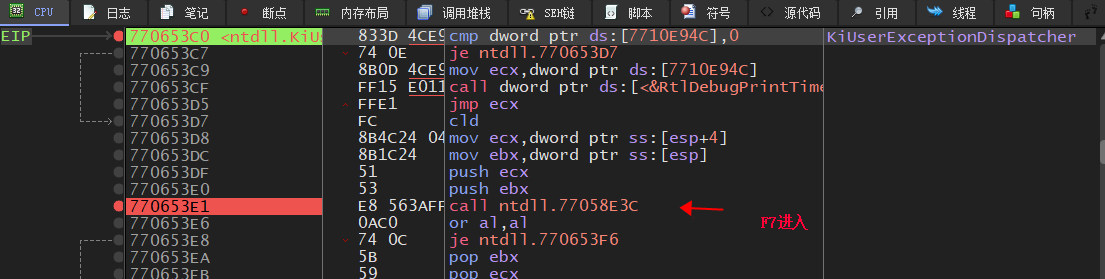 CPU 日志 笔记 断点 内存布局 调用堆栈 SEH链 脚本 符号 源代码 引用 线程 句柄
EIP 770653C0 <ntdll.KiUs 833D 4CE9 cmp dword ptr ds:[7710E94C],0 KiUserExceptionDispatcher
770653C7 74 0E je ntdll.770653D7
770653C9 8B0D 4CE9 mov ecx,dword ptr ds:[7710E94C]
770653CF FF15 E011 call dword ptr ds:[<&RtlDebugPrintTime
770653D5 FFE1 jmp ecx
770653D7 FC cld
770653D8 8B4C24 04 mov ecx,dword ptr ss:[esp+4]
770653DC 8B1C24 mov ebx,dword ptr ss:[esp]
770653DF 51 push ecx
770653E0 53 push ebx
770653E1 E8 563AFF call ntdll.77058E3C F7进入
770653E6 0AC0 or al,al
770653E8 74 0C je ntdll.770653F6
770653EA 5B pop ebx
770653EB 59 pop ecx